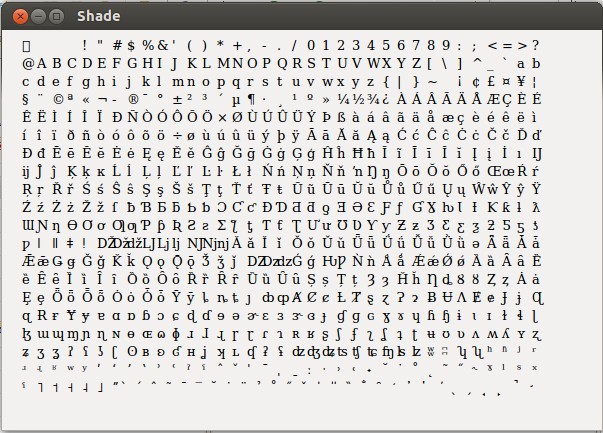 ! " # $ % & ' ( ) * + , - . / 0 1 2 3 4 5 6 7 8 9 : ; < = > ?
@ A B C D E F G H I J K L M N O P Q R S T U V W X Y Z [ \ ] ^ _ ` a b
c d e f g h i j k l m n o p q r s t u v w x y z { | } ~ ¡ ¢ £ ¤ ¥ ¦
§ ¨ © ª « ¬ - ® ¯ ° ± ² ³ ´ µ ¶ · ¸ ¹ º » ¼ ½ ¾ ¿ À Á Â Ã Ä Å Æ Ç È É
Ê Ë Ì Í Î Ï Ð Ñ Ò Ó Ô Õ Ö × Ø Ù Ú Û Ü Ý Þ ß à á â ã ä å æ ç è é ê ë ì
í î ï ð ñ ò ó ô õ ö ÷ ø ù ú û ü ý þ ÿ Ā ā Ă ă Ą ą Ć ć Ĉ ĉ Ċ ċ Č č Ď ď
Đ đ Ē ē Ĕ ĕ Ė ė Ę ę Ě ě Ĝ ĝ Ğ ğ Ġ ġ Ģ ģ Ĥ ĥ Ħ ħ Ĩ ĩ Ī ī Ĭ ĭ Į į İ ı Ĳ
ĳ Ĵ ĵ Ķ ķ ĸ Ĺ ĺ Ļ ļ Ľ ľ Ŀ ŀ Ł ł Ń ń Ņ ņ Ň ň ŉ Ŋ ŋ Ō ō Ŏ ŏ Ő ő Œ œ Ŕ ŕ
Ŗ ŗ Ř ř Ś ś Ŝ ŝ Ş ş Š š Ţ ţ Ť ť Ŧ ŧ Ũ ũ Ū ū Ŭ ŭ Ů ů Ű ű Ų ų Ŵ ŵ Ŷ ŷ Ÿ
Ź ź Ż ż Ž ž ſ ƀ Ɓ Ƃ ƃ Ƅ ƅ Ɔ Ƈ ƈ Ɖ Ɗ Ƌ ƌ ƍ Ǝ Ə Ɛ Ƒ ƒ Ɠ Ɣ ƕ Ɩ Ɨ Ƙ ƙ ƚ ƛ
Ɯ Ɲ ƞ Ɵ Ơ ơ Ƣ ƣ Ƥ ƥ Ʀ Ƨ ƨ Ʃ ƪ ƫ Ƭ ƭ Ʈ Ư ư Ʊ Ʋ Ƴ ƴ Ƶ ƶ Ʒ Ƹ ƹ ƺ ƻ Ƽ ƽ ƾ
ƿ ǀ ǁ ǂ ǃ Ǆ ǅ ǆ Ǉ ǈ ǉ Ǌ ǋ ǌ Ǎ ǎ Ǐ ǐ Ǒ ǒ Ǔ ǔ Ǖ ǖ Ǘ ǘ Ǚ ǚ Ǜ ǜ ǝ Ǟ ǟ Ǡ ǡ
Ǣ ǣ Ǥ ǥ Ǧ ǧ Ǩ ǩ Ǫ ǫ Ǭ ǭ Ǯ ǯ ǰ Ǳ ǲ ǳ Ǵ ǵ Ƕ Ƿ Ǹ ǹ Ǻ ǻ Ǽ ǽ Ǿ ǿ Ȁ ȁ Ȃ ȃ Ȅ
ȅ Ȇ ȇ Ȉ ȉ Ȋ ȋ Ȍ ȍ Ȏ ȏ Ȑ ȑ Ȓ ȓ Ȕ ȕ Ȗ ȗ Ș ș Ț ț Ȝ ȝ Ȟ ȟ Ƞ ȡ Ȣ ȣ Ȥ ȥ Ȧ ȧ
Ȩ ȩ Ȫ ȫ Ȭ ȭ Ȯ ȯ Ȱ ȱ Ȳ ȳ ȴ ȵ ȶ ȷ ȸ ȹ Ⱥ Ȼ ȼ Ƚ Ⱦ ȿ ɀ Ɂ ɂ Ƀ Ʉ Ʌ Ɇ ɇ Ɉ ɉ Ɋ
ɋ Ɍ ɍ Ɏ ɏ ɐ ɑ ɒ ɓ ɔ ɕ ɖ ɗ ɘ ə ɚ ɛ ɜ ɝ ɞ ɟ ɠ ɡ ɢ ɣ ɤ ɥ ɦ ɧ ɨ ɩ ɪ ɫ ɬ ɭ
ɮ ɯ ɰ ɱ ɲ ɳ ɴ ɵ ɶ ɷ ɸ ɹ ɺ ɻ ɼ ɽ ɾ ɿ ʀ ʁ ʂ ʃ ʄ ʅ ʆ ʇ ʈ ʉ ʊ ʋ ʌ ʍ ʎ ʏ ʐ
ʑ ʒ ʓ ʔ ʕ ʖ ʗ ʘ ʙ ʚ ʛ ʜ ʝ ʞ ʟ ʠ ʡ ʢ ʣ ʤ ʥ ʦ ʧ ʨ ʩ ʪ ʫ ʬ ʭ ʮ ʯ ʰ ʱ ʲ ʳ